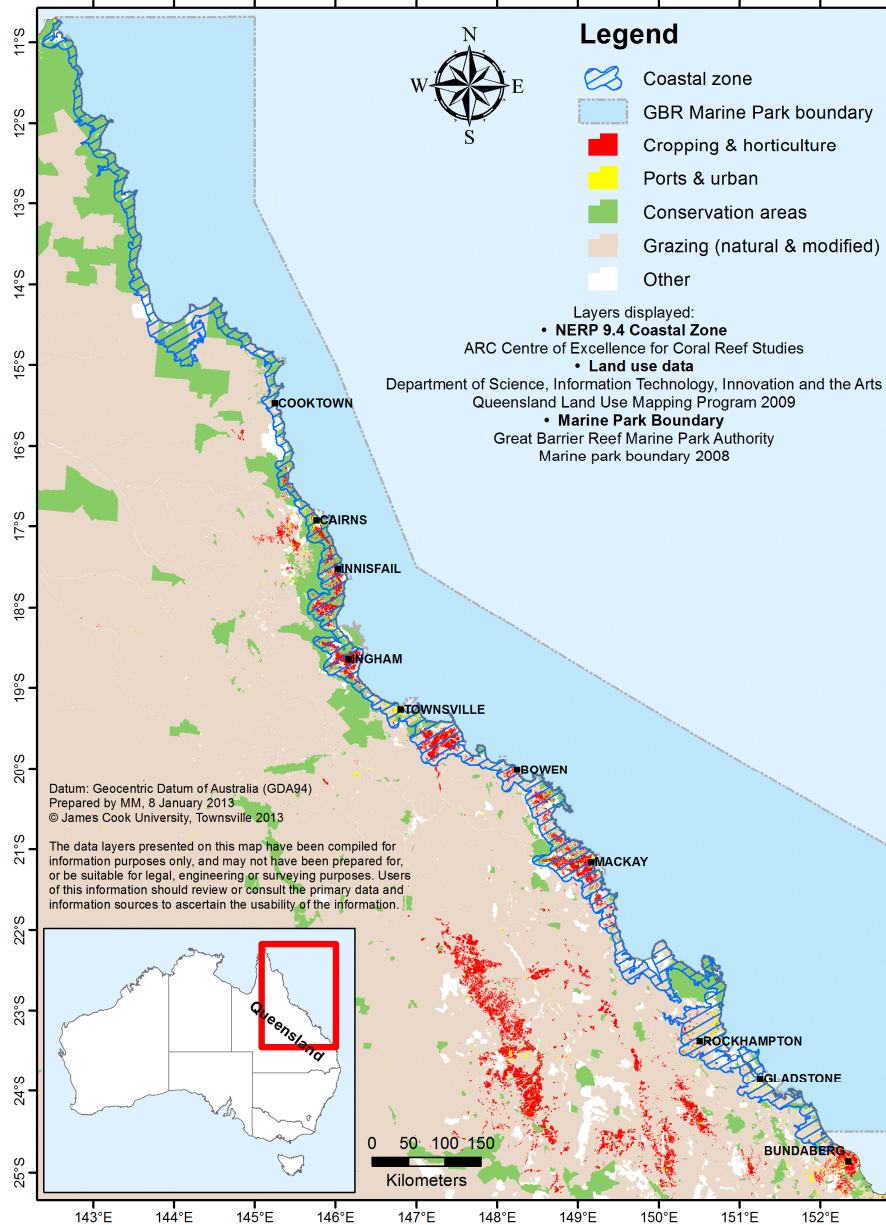 Legend
N
W
E
S
Coastal zone
GBR Marine Park boundary
Cropping & horticulture
Ports & urban
Conservation areas
Grazing (natural & modified)
Other
Layers displayed:
• NERP 9.4 Coastal Zone
ARC Centre of Excellence for Coral Reef Studies
• Land use data
Department of Science, Information Technology, Innovation and the Arts
Queensland Land Use Mapping Program 2009
• Marine Park Boundary
Great Barrier Reef Marine Park Authority
Marine park boundary 2008
11°S
12°S
13°S
14°S
15°S
16°S
17°S
18°S
19°S
20°S
21°S
22°S
23°S
24°S
25°S
COOKTOWN
CAIRNS
INNISFAIL
INGHAM
TOWNSVILLE
BOWEN
MACKAY
ROCKHAMPTON
GLADSTONE
BUNDABERG
Datum: Geocentric Datum of Australia (GDA94)
Prepared by MM, 8 January 2013
© James Cook University, Townsville 2013
The data layers presented on this map have been compiled for
information purposes only, and may not have been prepared for,
or be suitable for legal, engineering or surveying purposes. Users
of this information should review or consult the primary data and
information sources to ascertain the usability of the information.
Queensland
0 50 100 150
Kilometers
143°E 144°E 145°E 146°E 147°E 148°E 149°E 150°E 151°E 152°E